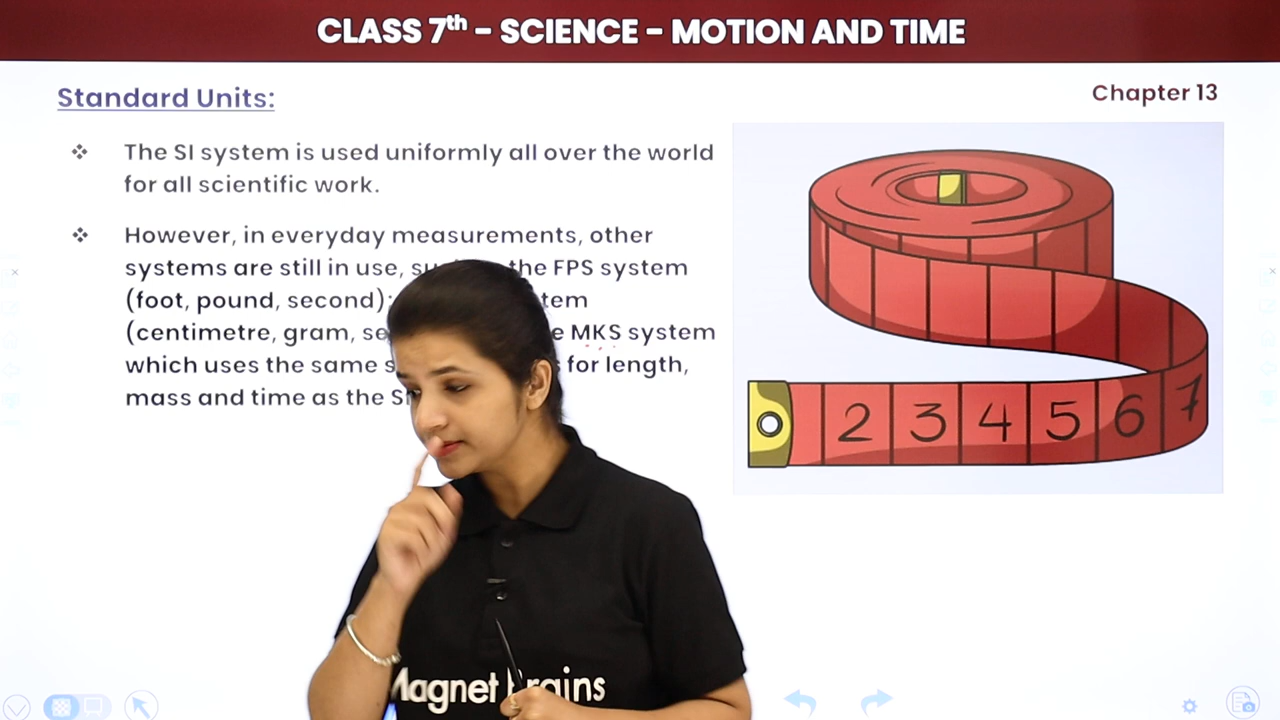 CLASS 7th – SCIENCE – MOTION AND TIME
Standard Units:
Chapter 13
❖ The SI system is used uniformly all over the world
for all scientific work.
❖ However, in everyday measurements, other
systems are still in use, the FPS system
(foot, pound, second);
(centimetre, gram, MKS system
which uses the same for length,
mass and time as the
2 3 4 5 6 7
Magnet Brains